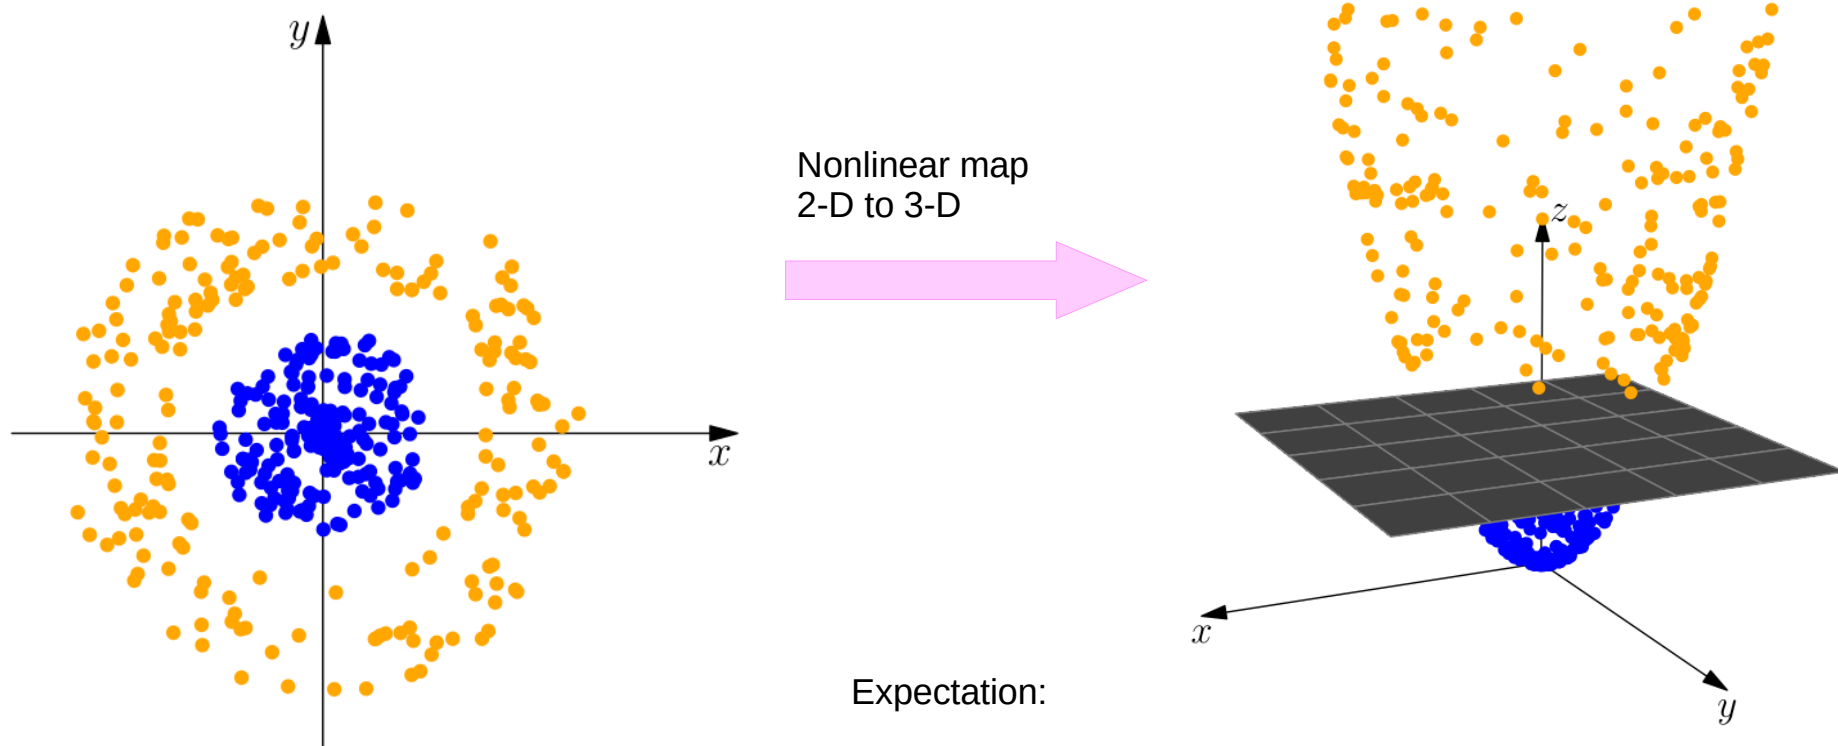 y
x
Nonlinear map
2-D to 3-D
z
x
y
Expectation: